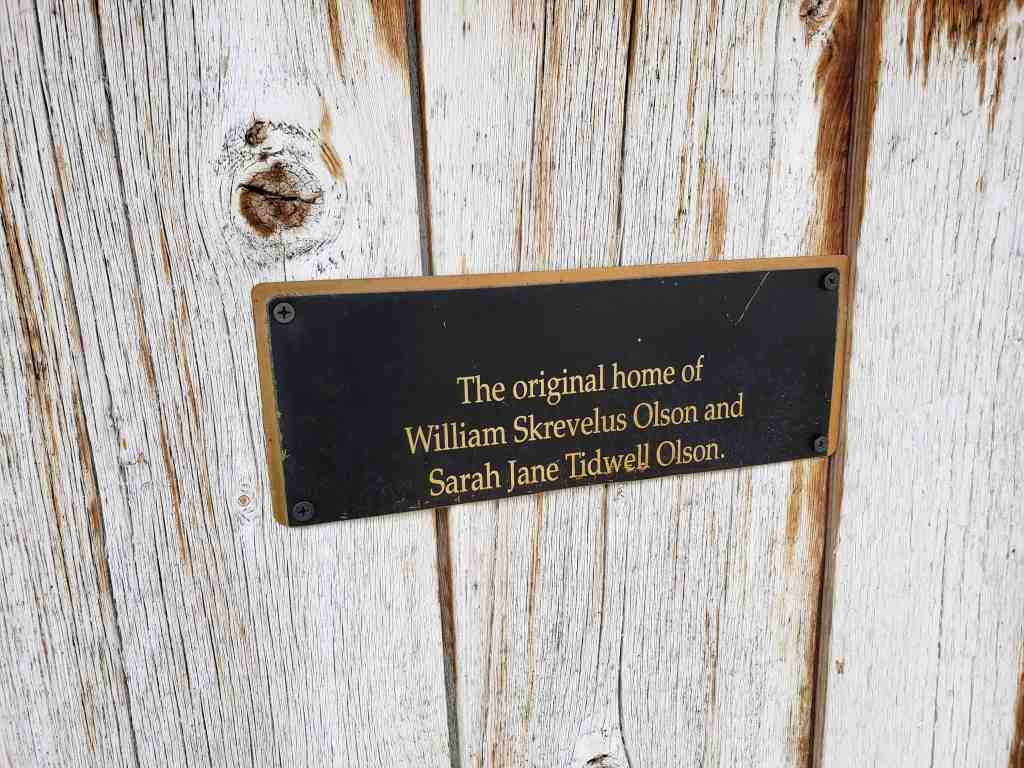 The original home of
William Skrevelus Olson and
Sarah Jane Tidwell Olson.